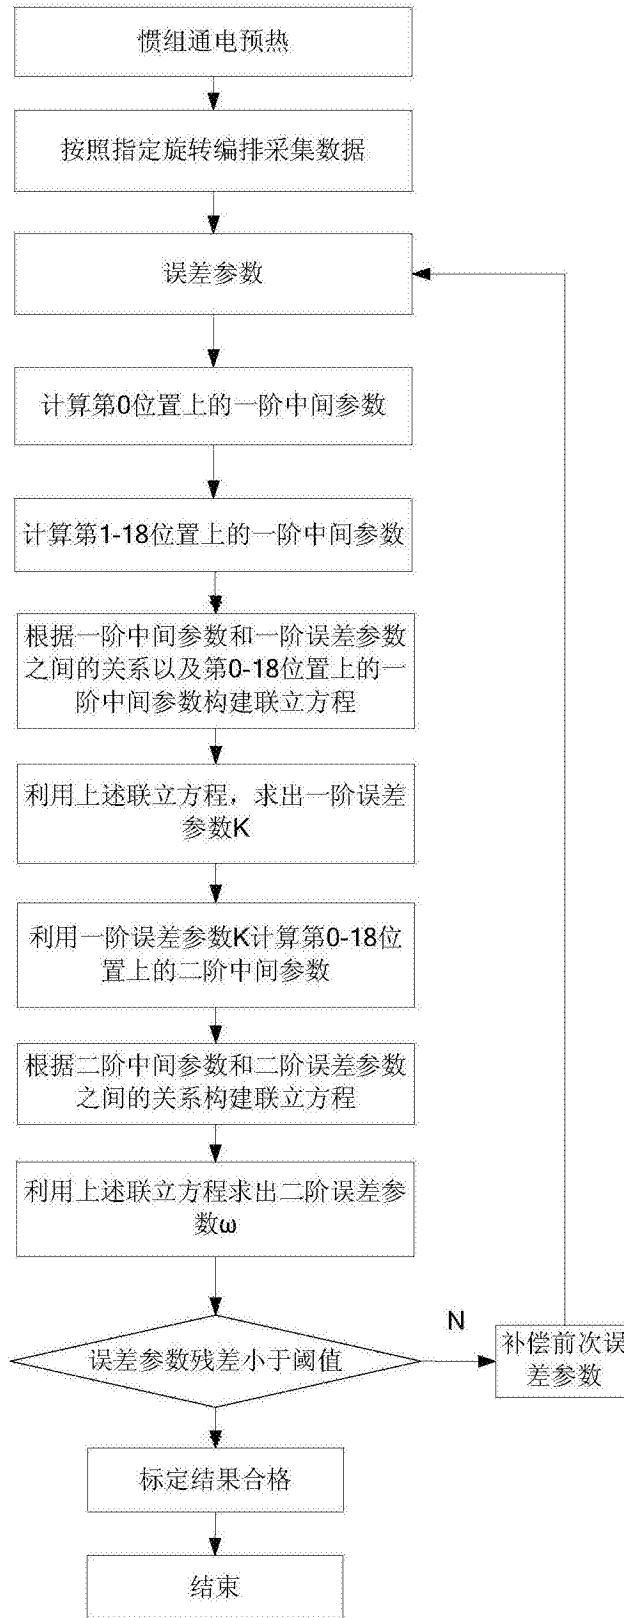 惯组通电预热
按照指定旋转编排采集数据
误差参数
计算第0位置上的一阶中间参数
计算第1-18位置上的一阶中间参数
根据一阶中间参数和一阶误差参数
之间的关系以及第0-18位置上的一
阶中间参数构建联立方程
利用上述联立方程，求出一阶误差
参数K
利用一阶误差参数K计算第0-18位
置上的二阶中间参数
根据二阶中间参数和二阶误差参数
之间的关系构建联立方程
利用上述联立方程求出二阶误差参
数ω
误差参数残差小于阈值
N
补偿前次误
差参数
标定结果合格
结束